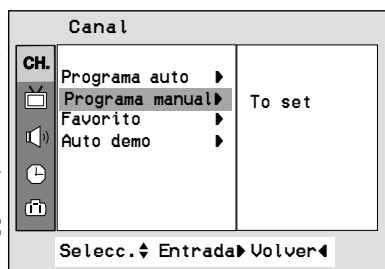 Canal
CH.
Programa auto
Programa manual
To set
Favorito
Auto demo
Selecc. Entrada Volver